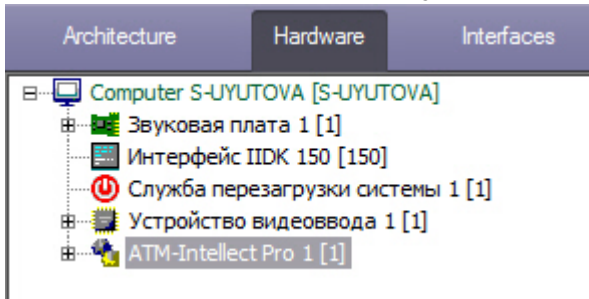 Architecture Hardware Interfaces
Computer S-UYUTOVA [S-UYUTOVA]
Звуковая плата 1 [1]
Интерфейс IIDK 150 [150]
Служба перезагрузки системы 1 [1]
Устройство видеоввода 1 [1]
ATM-Intellect Pro 1 [1]